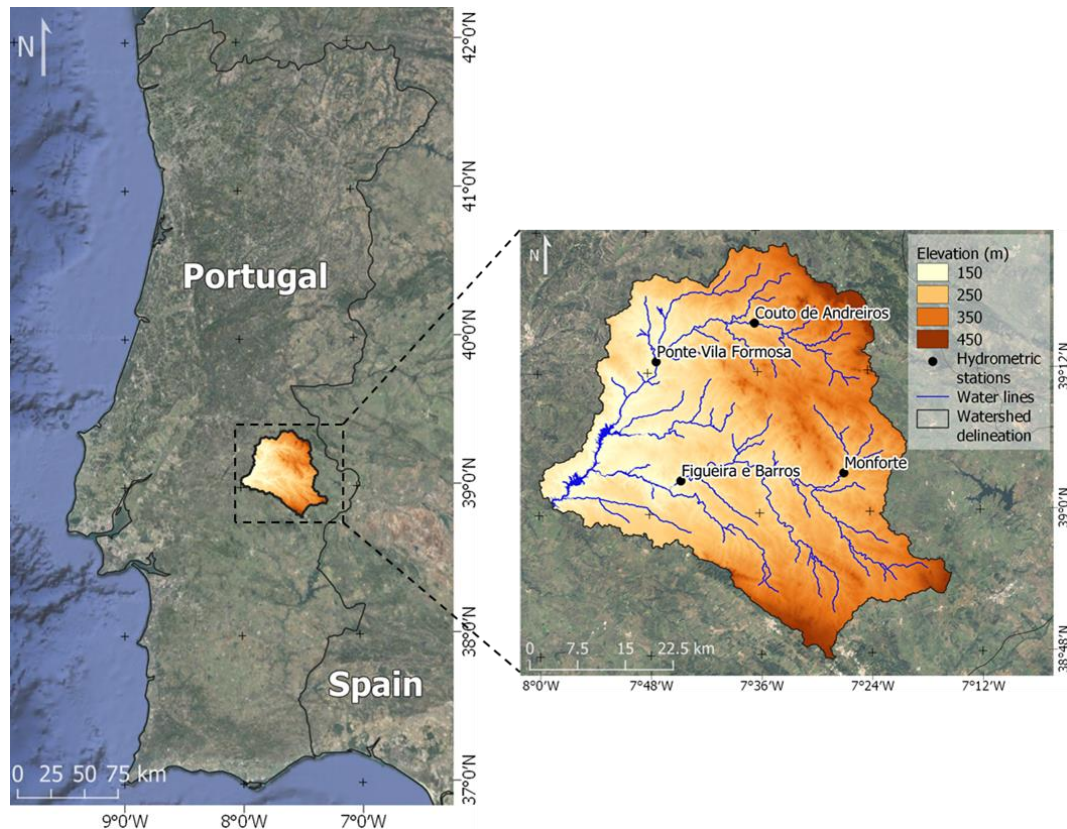 N
Portugal
Spain
0 25 50 75 km
9°0'W 8°0'W 7°0'W
42°0'N
41°0'N
40°0'N
39°0'N
38°0'N
37°0'N
N
Elevation (m)
150
250
350
450
Hydrometric
stations
Water lines
Watershed
delineation
Couto de Andreiros
Ponte Vila Formosa
Figueira e Barros
Monforte
0 7.5 15 22.5 km
8°0'W 7°48'W 7°36'W 7°24'W 7°12'W
39°12'N
39°0'N
38°48'N